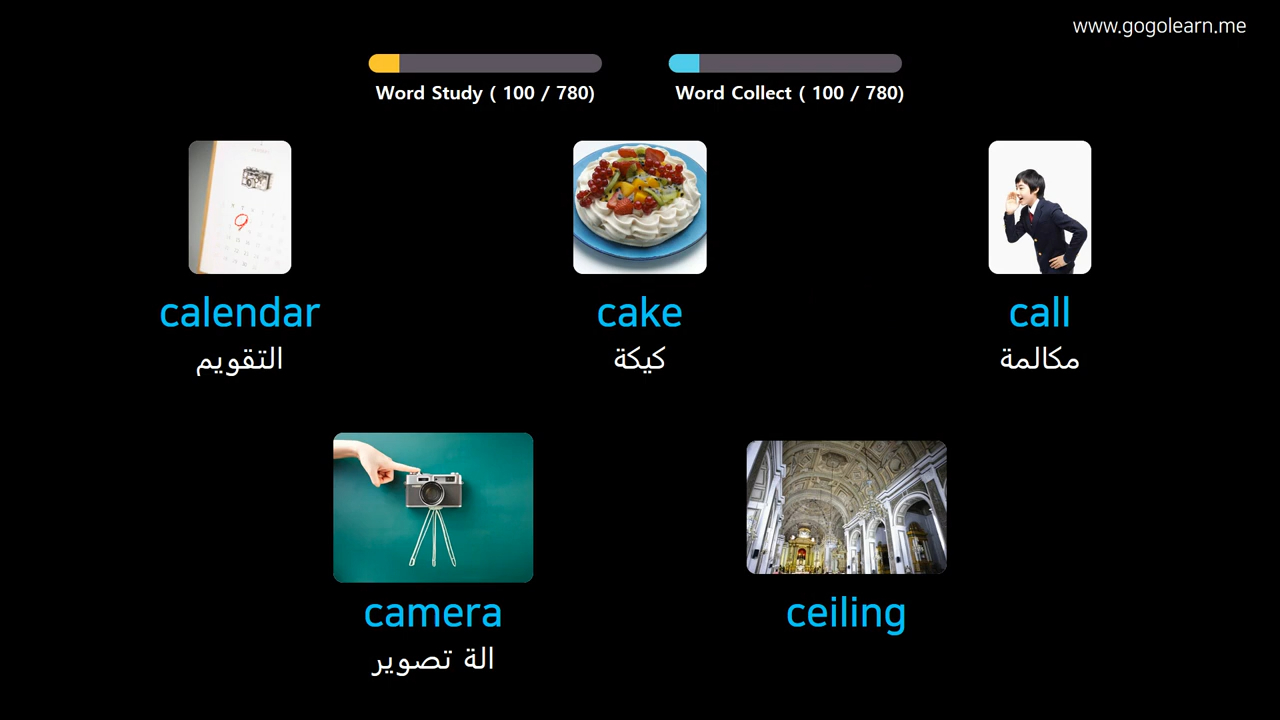 www.gogolearn.me
Word Study ( 100 / 780)
Word Collect ( 100 / 780)
calendar
التقويم
cake
كيكة
call
مكالمة
camera
الة تصوير
ceiling